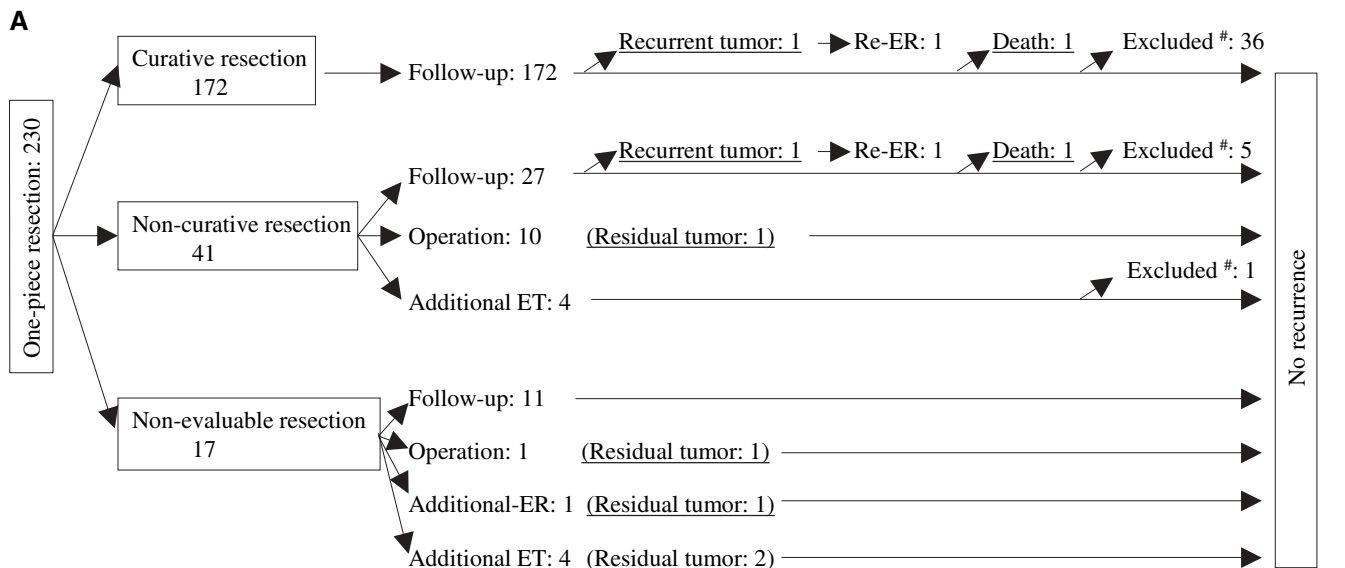 A
One-piece resection: 230
Curative resection
172
Follow-up: 172
Recurrent tumor: 1
Re-ER: 1
Death: 1
Excluded #: 36
Non-curative resection
41
Follow-up: 27
Recurrent tumor: 1
Re-ER: 1
Death: 1
Excluded #: 5
Operation: 10
(Residual tumor: 1)
Additional ET: 4
Excluded #: 1
Non-evaluable resection
17
Follow-up: 11
Operation: 1
(Residual tumor: 1)
Additional-ER: 1
(Residual tumor: 1)
Additional ET: 4
(Residual tumor: 2)
No recurrence